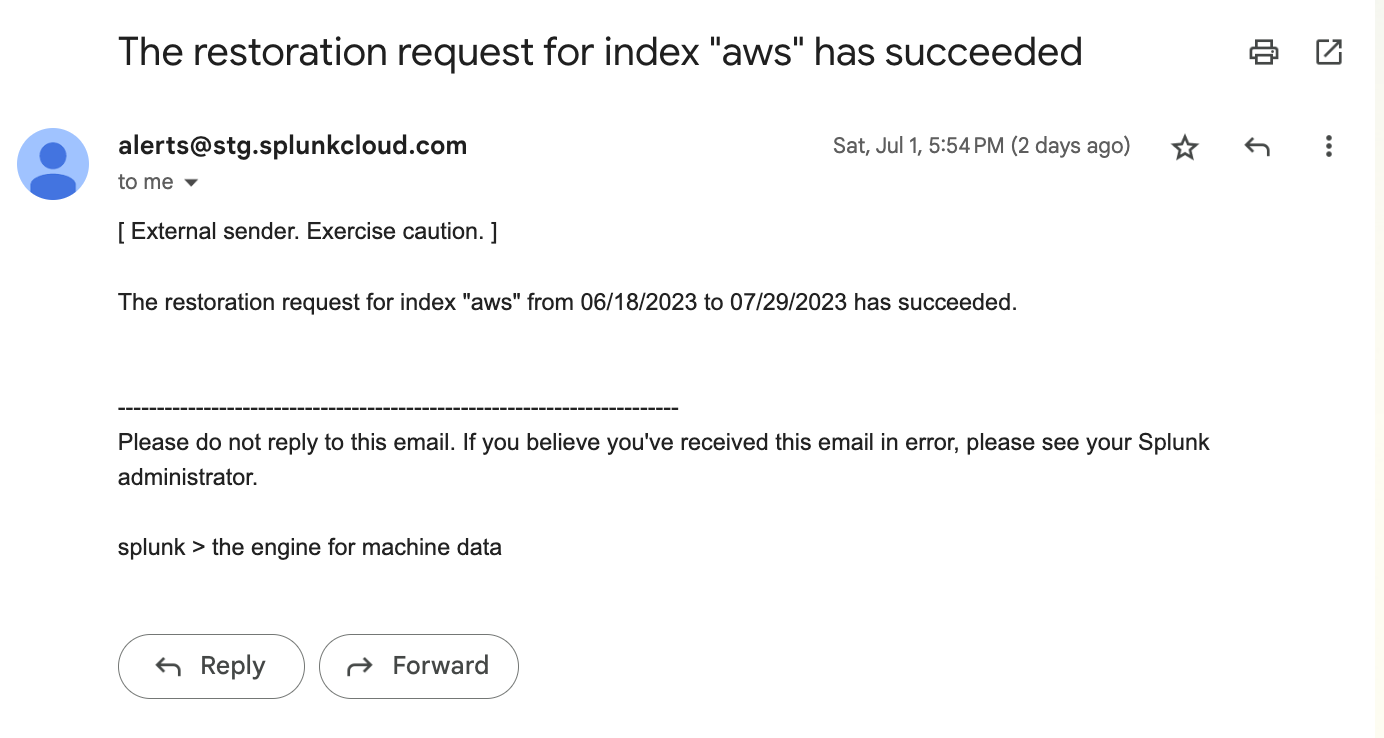 The restoration request for index "aws" has succeeded
alerts@stg.splunkcloud.com
Sat, Jul 1, 5:54 PM (2 days ago)
to me
[ External sender. Exercise caution. ]
The restoration request for index "aws" from 06/18/2023 to 07/29/2023 has succeeded.
------------------------------------------------------------------------
Please do not reply to this email. If you believe you've received this email in error, please see your Splunk
administrator.
splunk > the engine for machine data
Reply
Forward